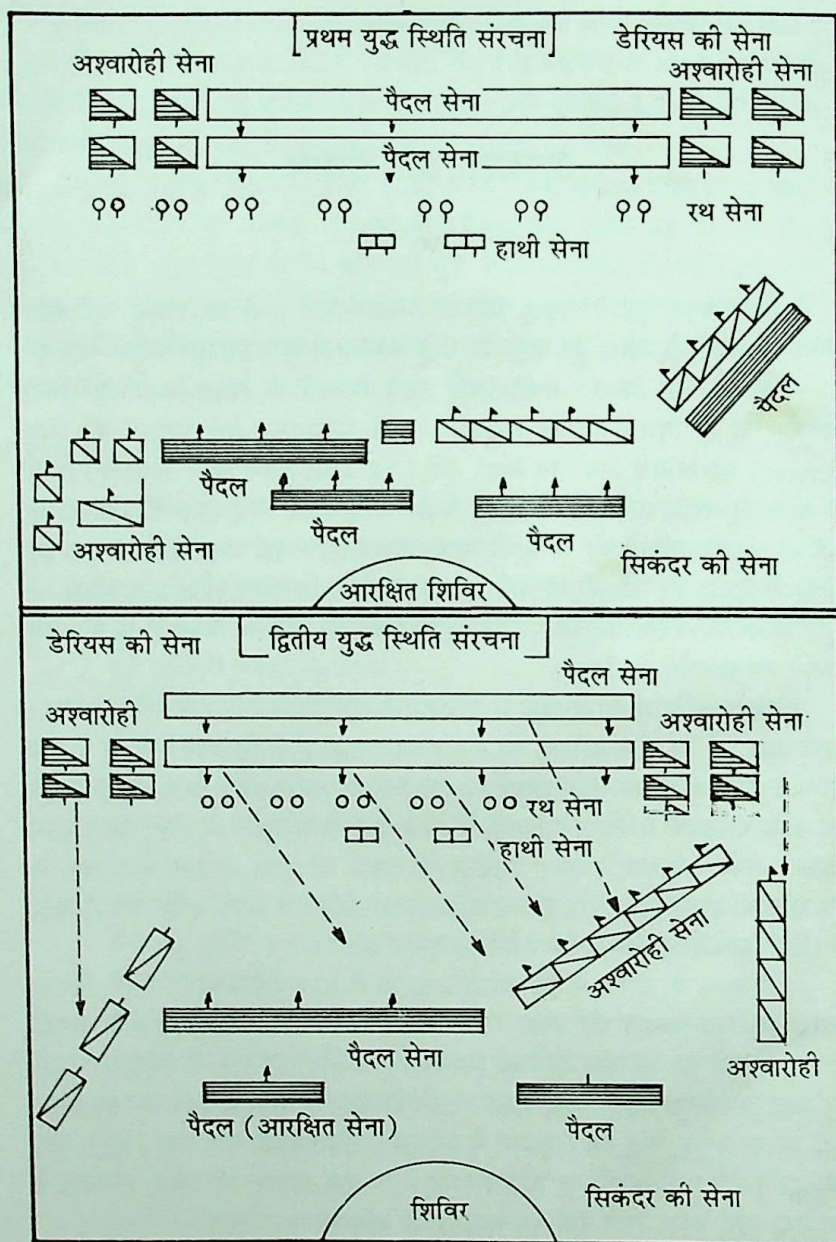 [प्रथम युद्ध स्थिति संरचना]
डेरियस की सेना
अश्वारोही सेना
अश्वारोही सेना
पैदल सेना
पैदल सेना
रथ सेना
हाथी सेना
पैदल
पैदल
पैदल
पैदल
अश्वारोही सेना
सिकंदर की सेना
आरक्षित शिविर
डेरियस की सेना
द्वितीय युद्ध स्थिति संरचना
पैदल सेना
अश्वारोही
अश्वारोही सेना
रथ सेना
हाथी सेना
अश्वारोही सेना
पैदल सेना
अश्वारोही
पैदल (आरक्षित सेना)
पैदल
शिविर
सिकंदर की सेना